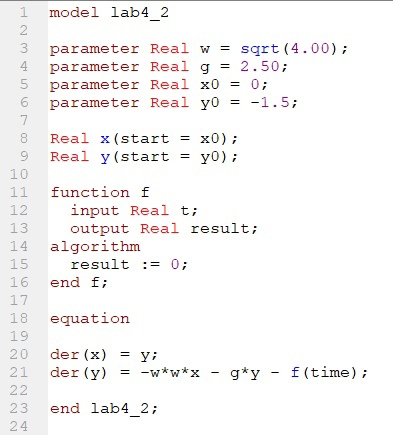 1 model lab4_2
2
3 parameter Real w = sqrt(4.00);
4 parameter Real g = 2.50;
5 parameter Real x0 = 0;
6 parameter Real y0 = -1.5;
7
8 Real x(start = x0);
9 Real y(start = y0);
10
11 function f
12   input Real t;
13   output Real result;
14 algorithm
15   result := 0;
16 end f;
17
18 equation
19
20 der(x) = y;
21 der(y) = -w*w*x - g*y - f(time);
22
23 end lab4_2;
24